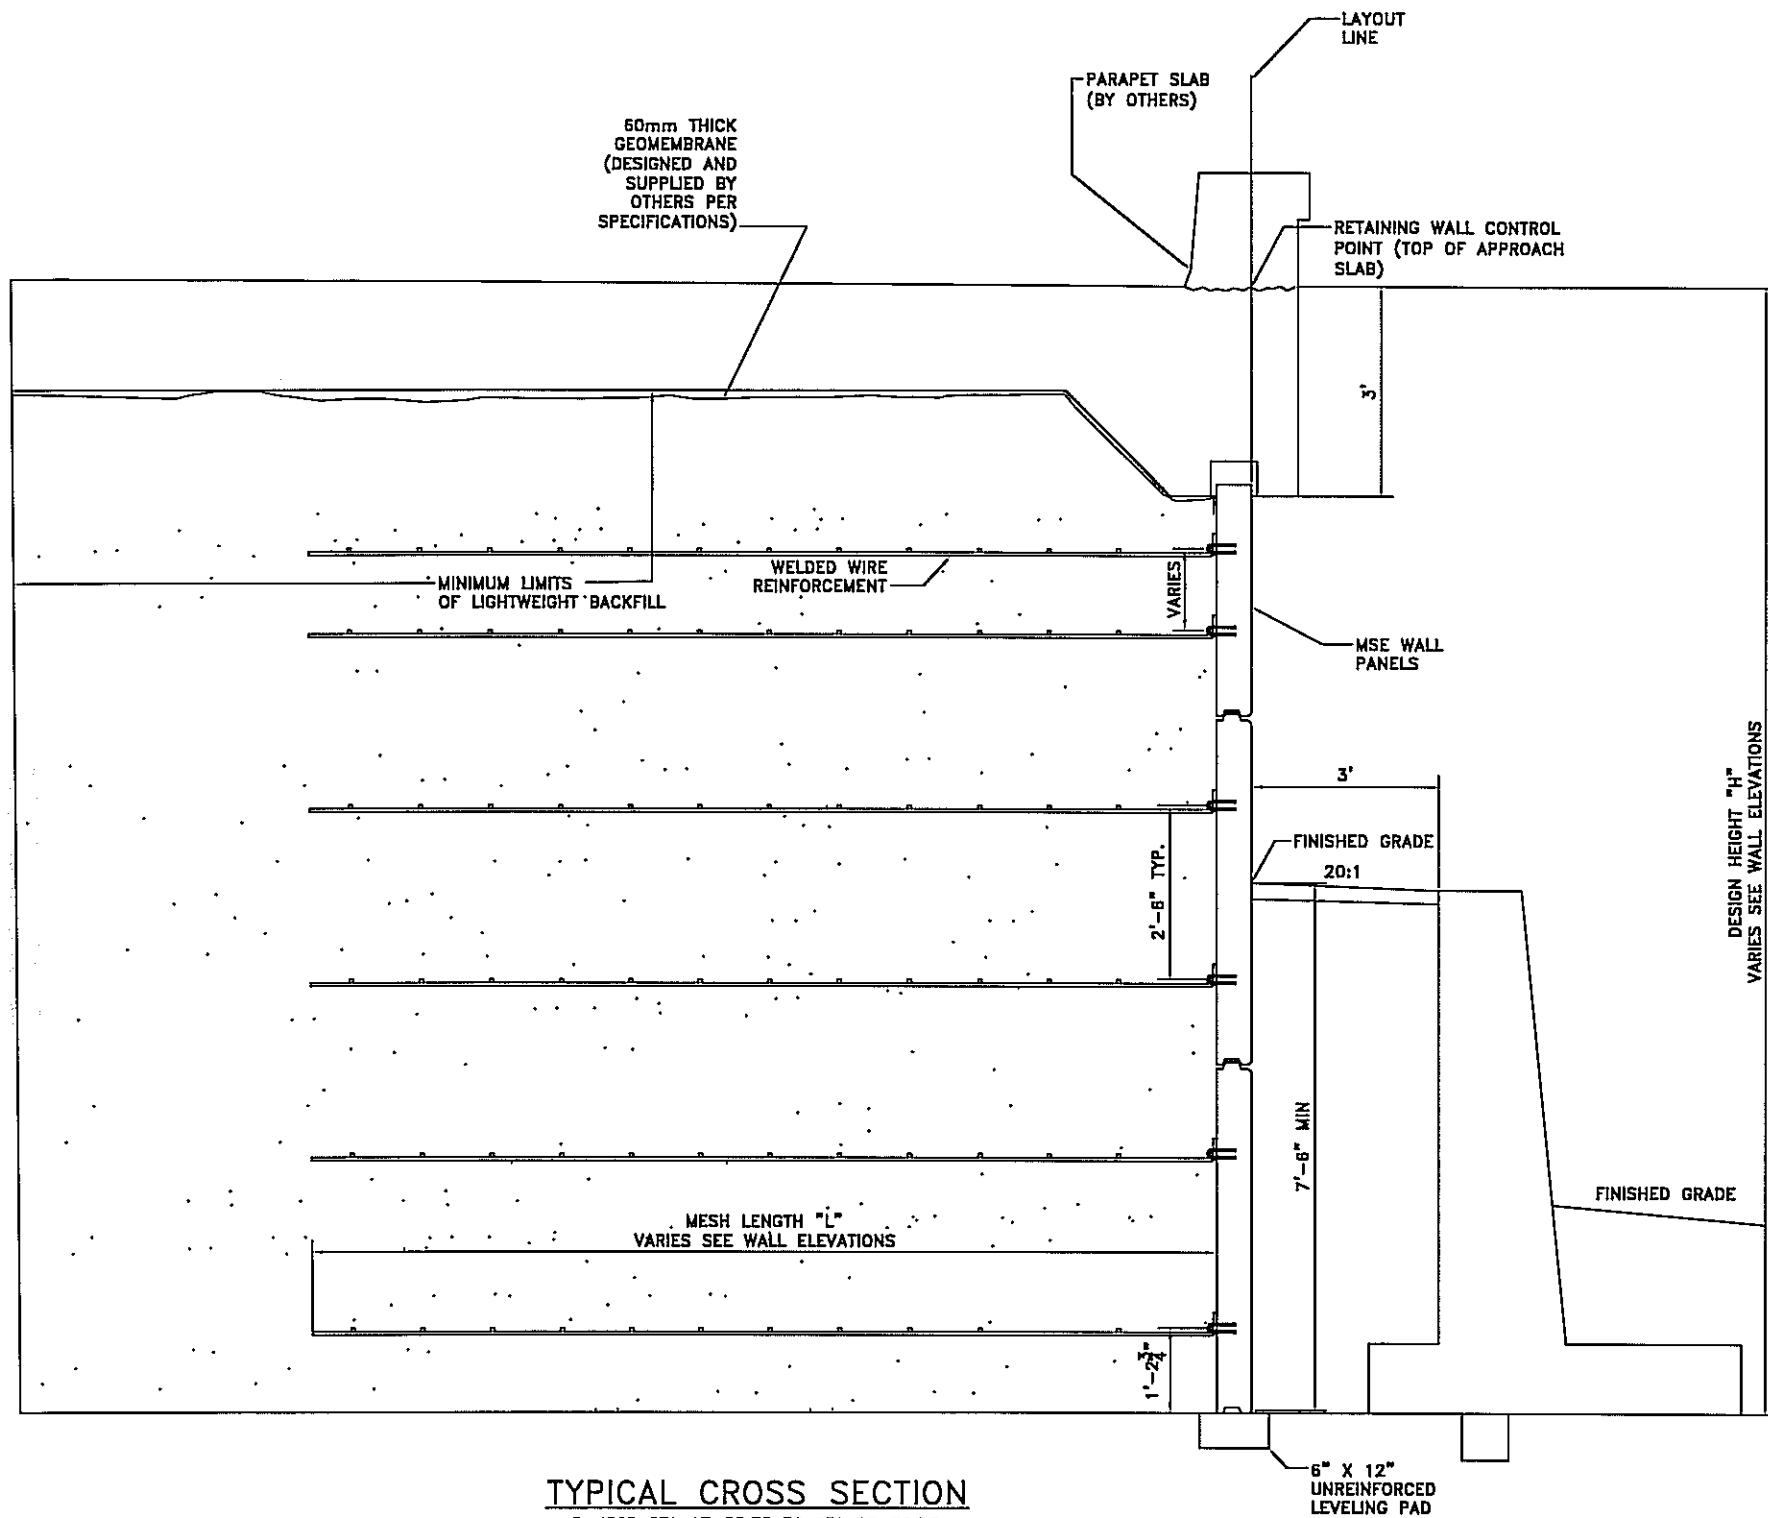 LAYOUT
LINE
PARAPET SLAB
(BY OTHERS)
60mm THICK
GEOMEMBRANE
(DESIGNED AND
SUPPLIED BY
OTHERS PER
SPECIFICATIONS)
RETAINING WALL CONTROL
POINT (TOP OF APPROACH
SLAB)
3'
WELDED WIRE
REINFORCEMENT
MINIMUM LIMITS
OF LIGHTWEIGHT BACKFILL
VARIES
MSE WALL
PANELS
3'
DESIGN HEIGHT "H"
VARIES SEE WALL ELEVATIONS
FINISHED GRADE
20:1
2'-6" TYP.
7'-6" MIN
FINISHED GRADE
MESH LENGTH "L"
VARIES SEE WALL ELEVATIONS
1'-2¾"
6" X 12"
UNREINFORCED
LEVELING PAD
TYPICAL CROSS SECTION